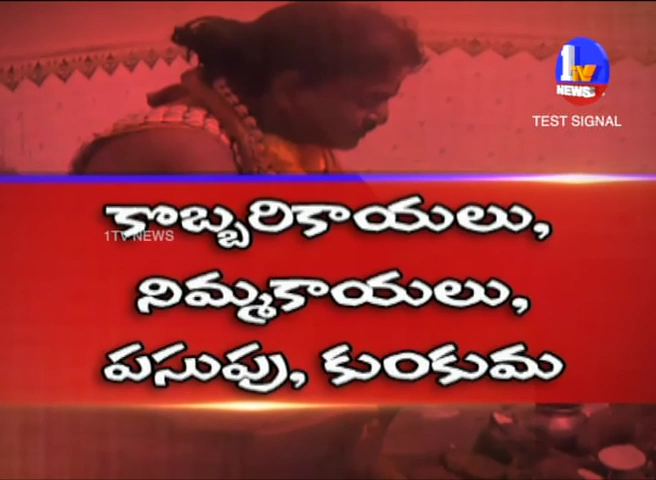 1TV
NEWS
TEST SIGNAL
కొబ్బరికాయలు,
1TV NEWS
నిమ్మకాయలు,
పసుపు, కుంకుమ